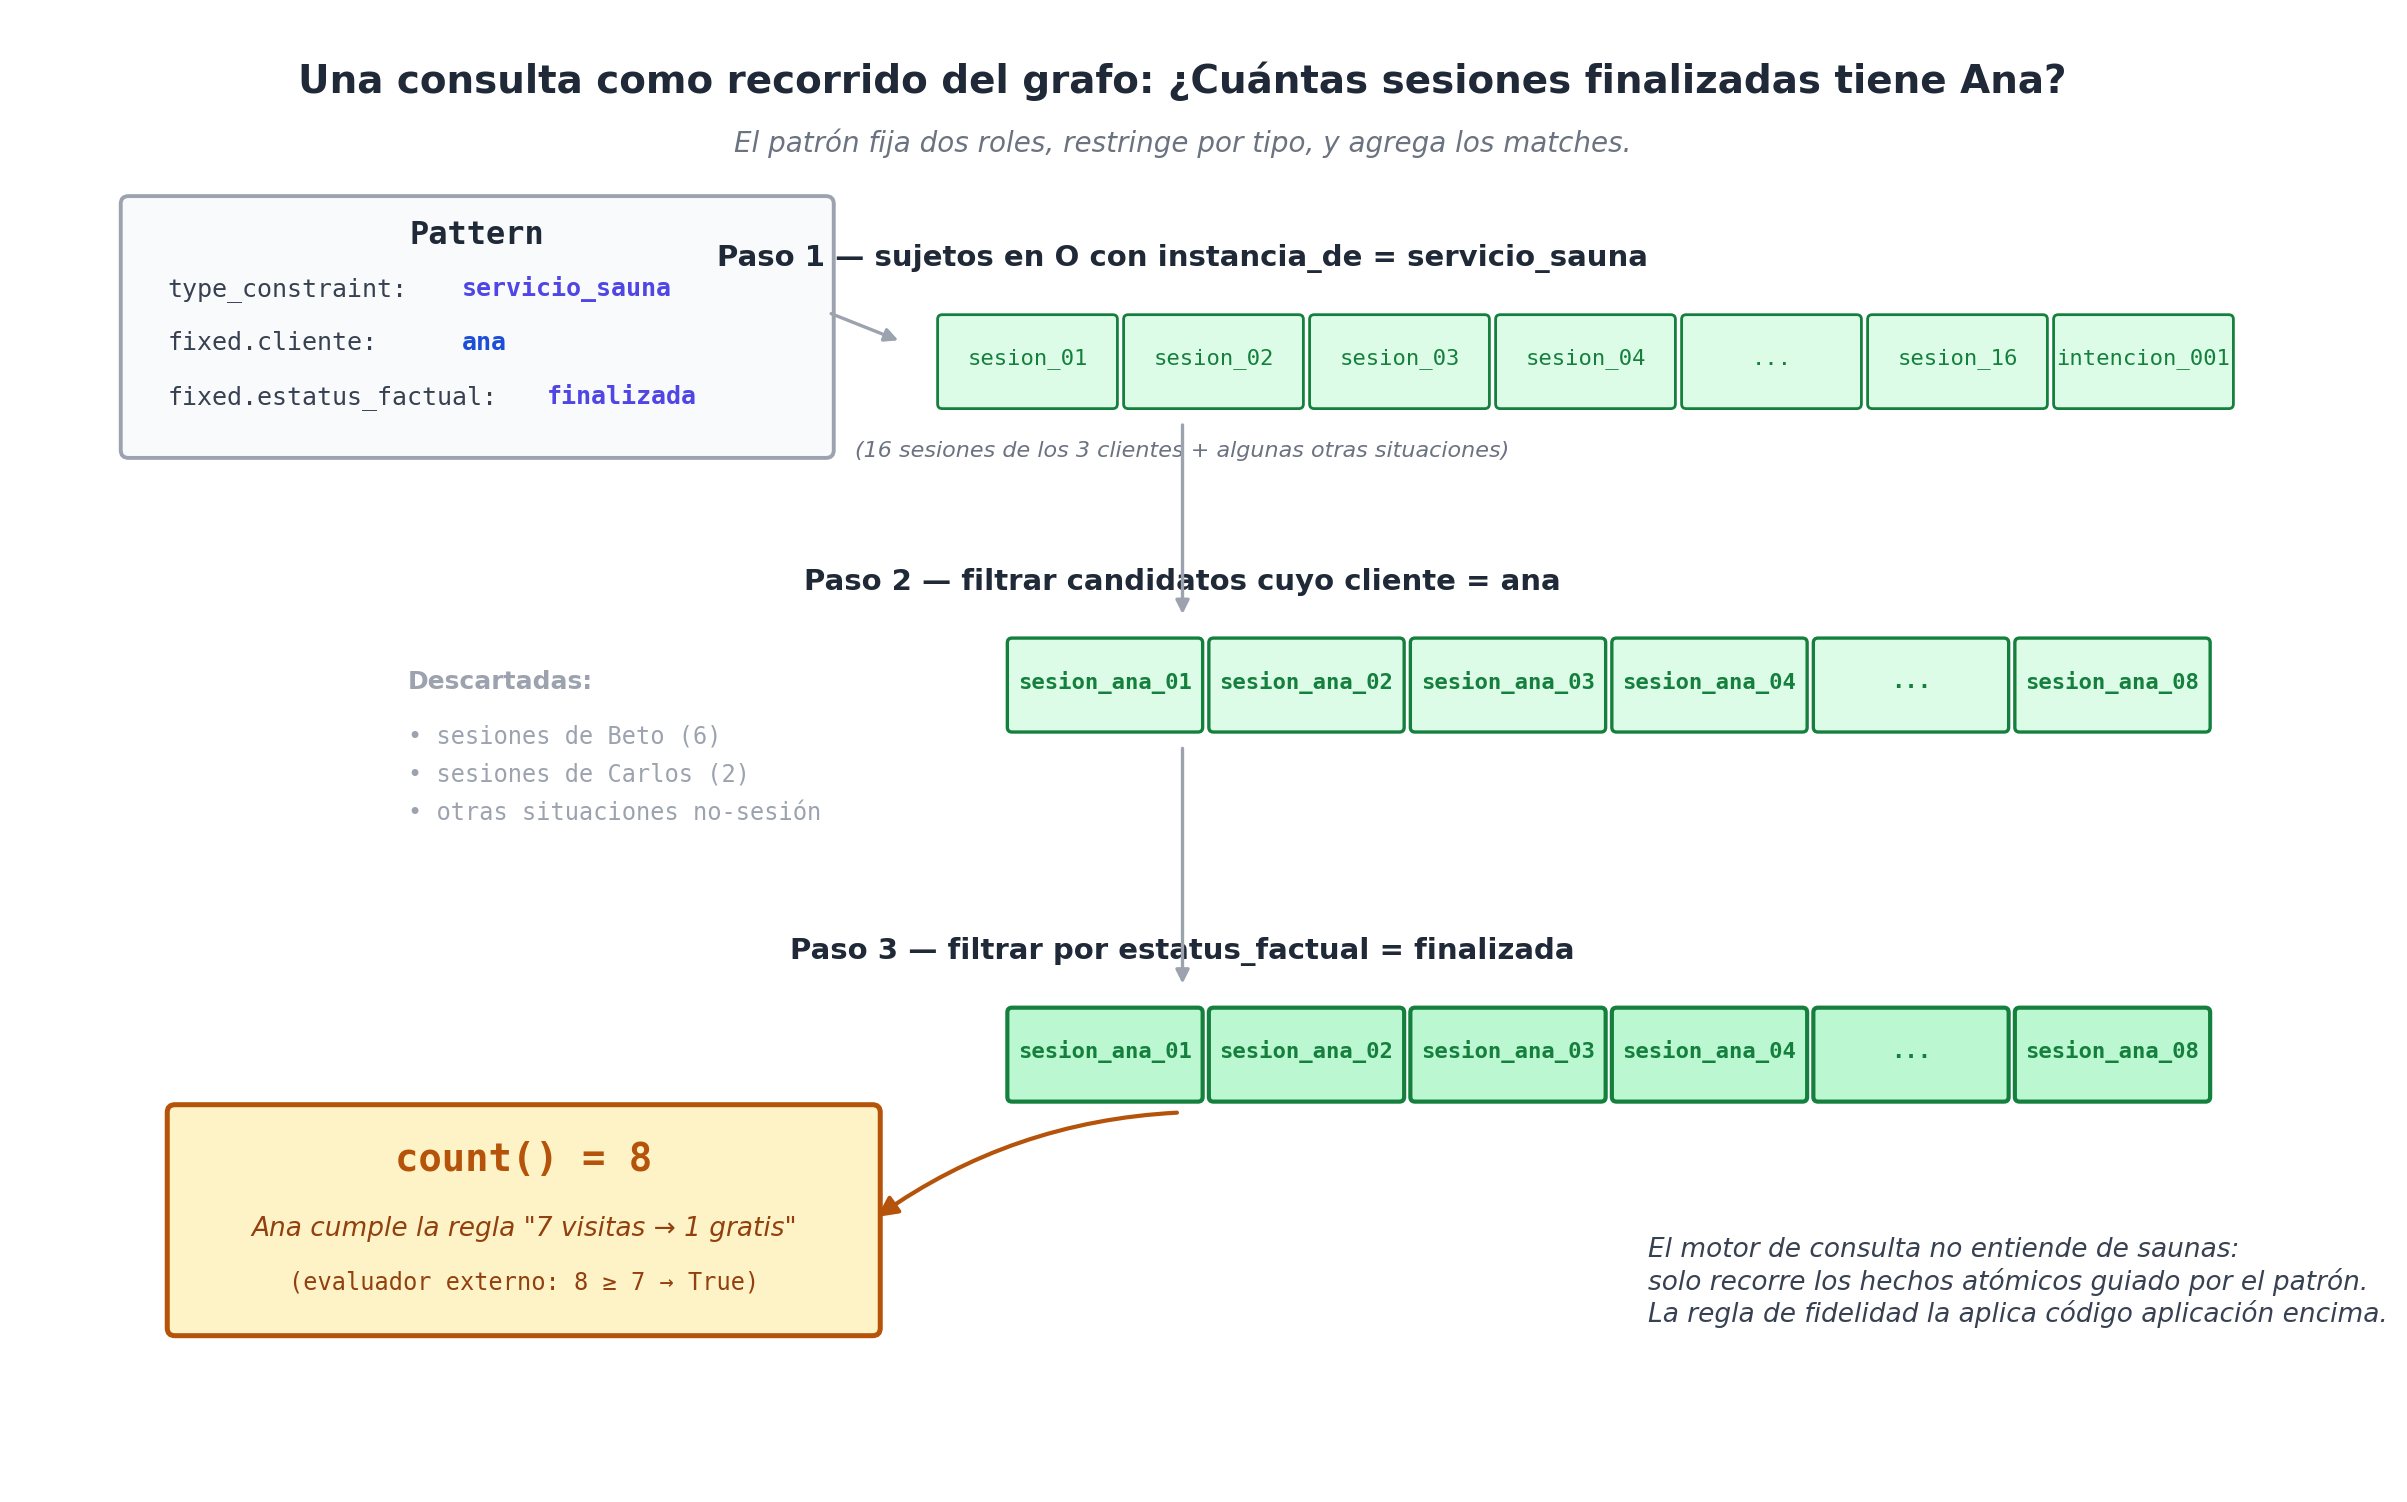 Una consulta como recorrido del grafo: ¿Cuántas sesiones finalizadas tiene Ana?
El patrón fija dos roles, restringe por tipo, y agrega los matches.
Pattern
type_constraint: servicio_sauna
fixed.cliente: ana
fixed.estatus_factual: finalizada
Paso 1 — sujetos en O con instancia_de = servicio_sauna
sesion_01 sesion_02 sesion_03 sesion_04 ... sesion_16 intencion_001
(16 sesiones de los 3 clientes + algunas otras situaciones)
Paso 2 — filtrar candidatos cuyo cliente = ana
sesion_ana_01 sesion_ana_02 sesion_ana_03 sesion_ana_04 ... sesion_ana_08
Descartadas:
• sesiones de Beto (6)
• sesiones de Carlos (2)
• otras situaciones no-sesión
Paso 3 — filtrar por estatus_factual = finalizada
sesion_ana_01 sesion_ana_02 sesion_ana_03 sesion_ana_04 ... sesion_ana_08
count() = 8
Ana cumple la regla "7 visitas → 1 gratis"
(evaluador externo: 8 ≥ 7 → True)
El motor de consulta no entiende de saunas:
solo recorre los hechos atómicos guiado por el patrón.
La regla de fidelidad la aplica código aplicación encima.